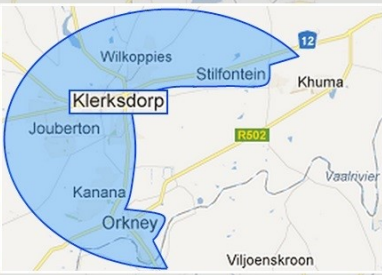 12
Wilkoppies
Stilfontein
Khuma
Klerksdorp
Jouberton
R502
Vaalrivier
Kanana
Orkney
Viljoenskroon